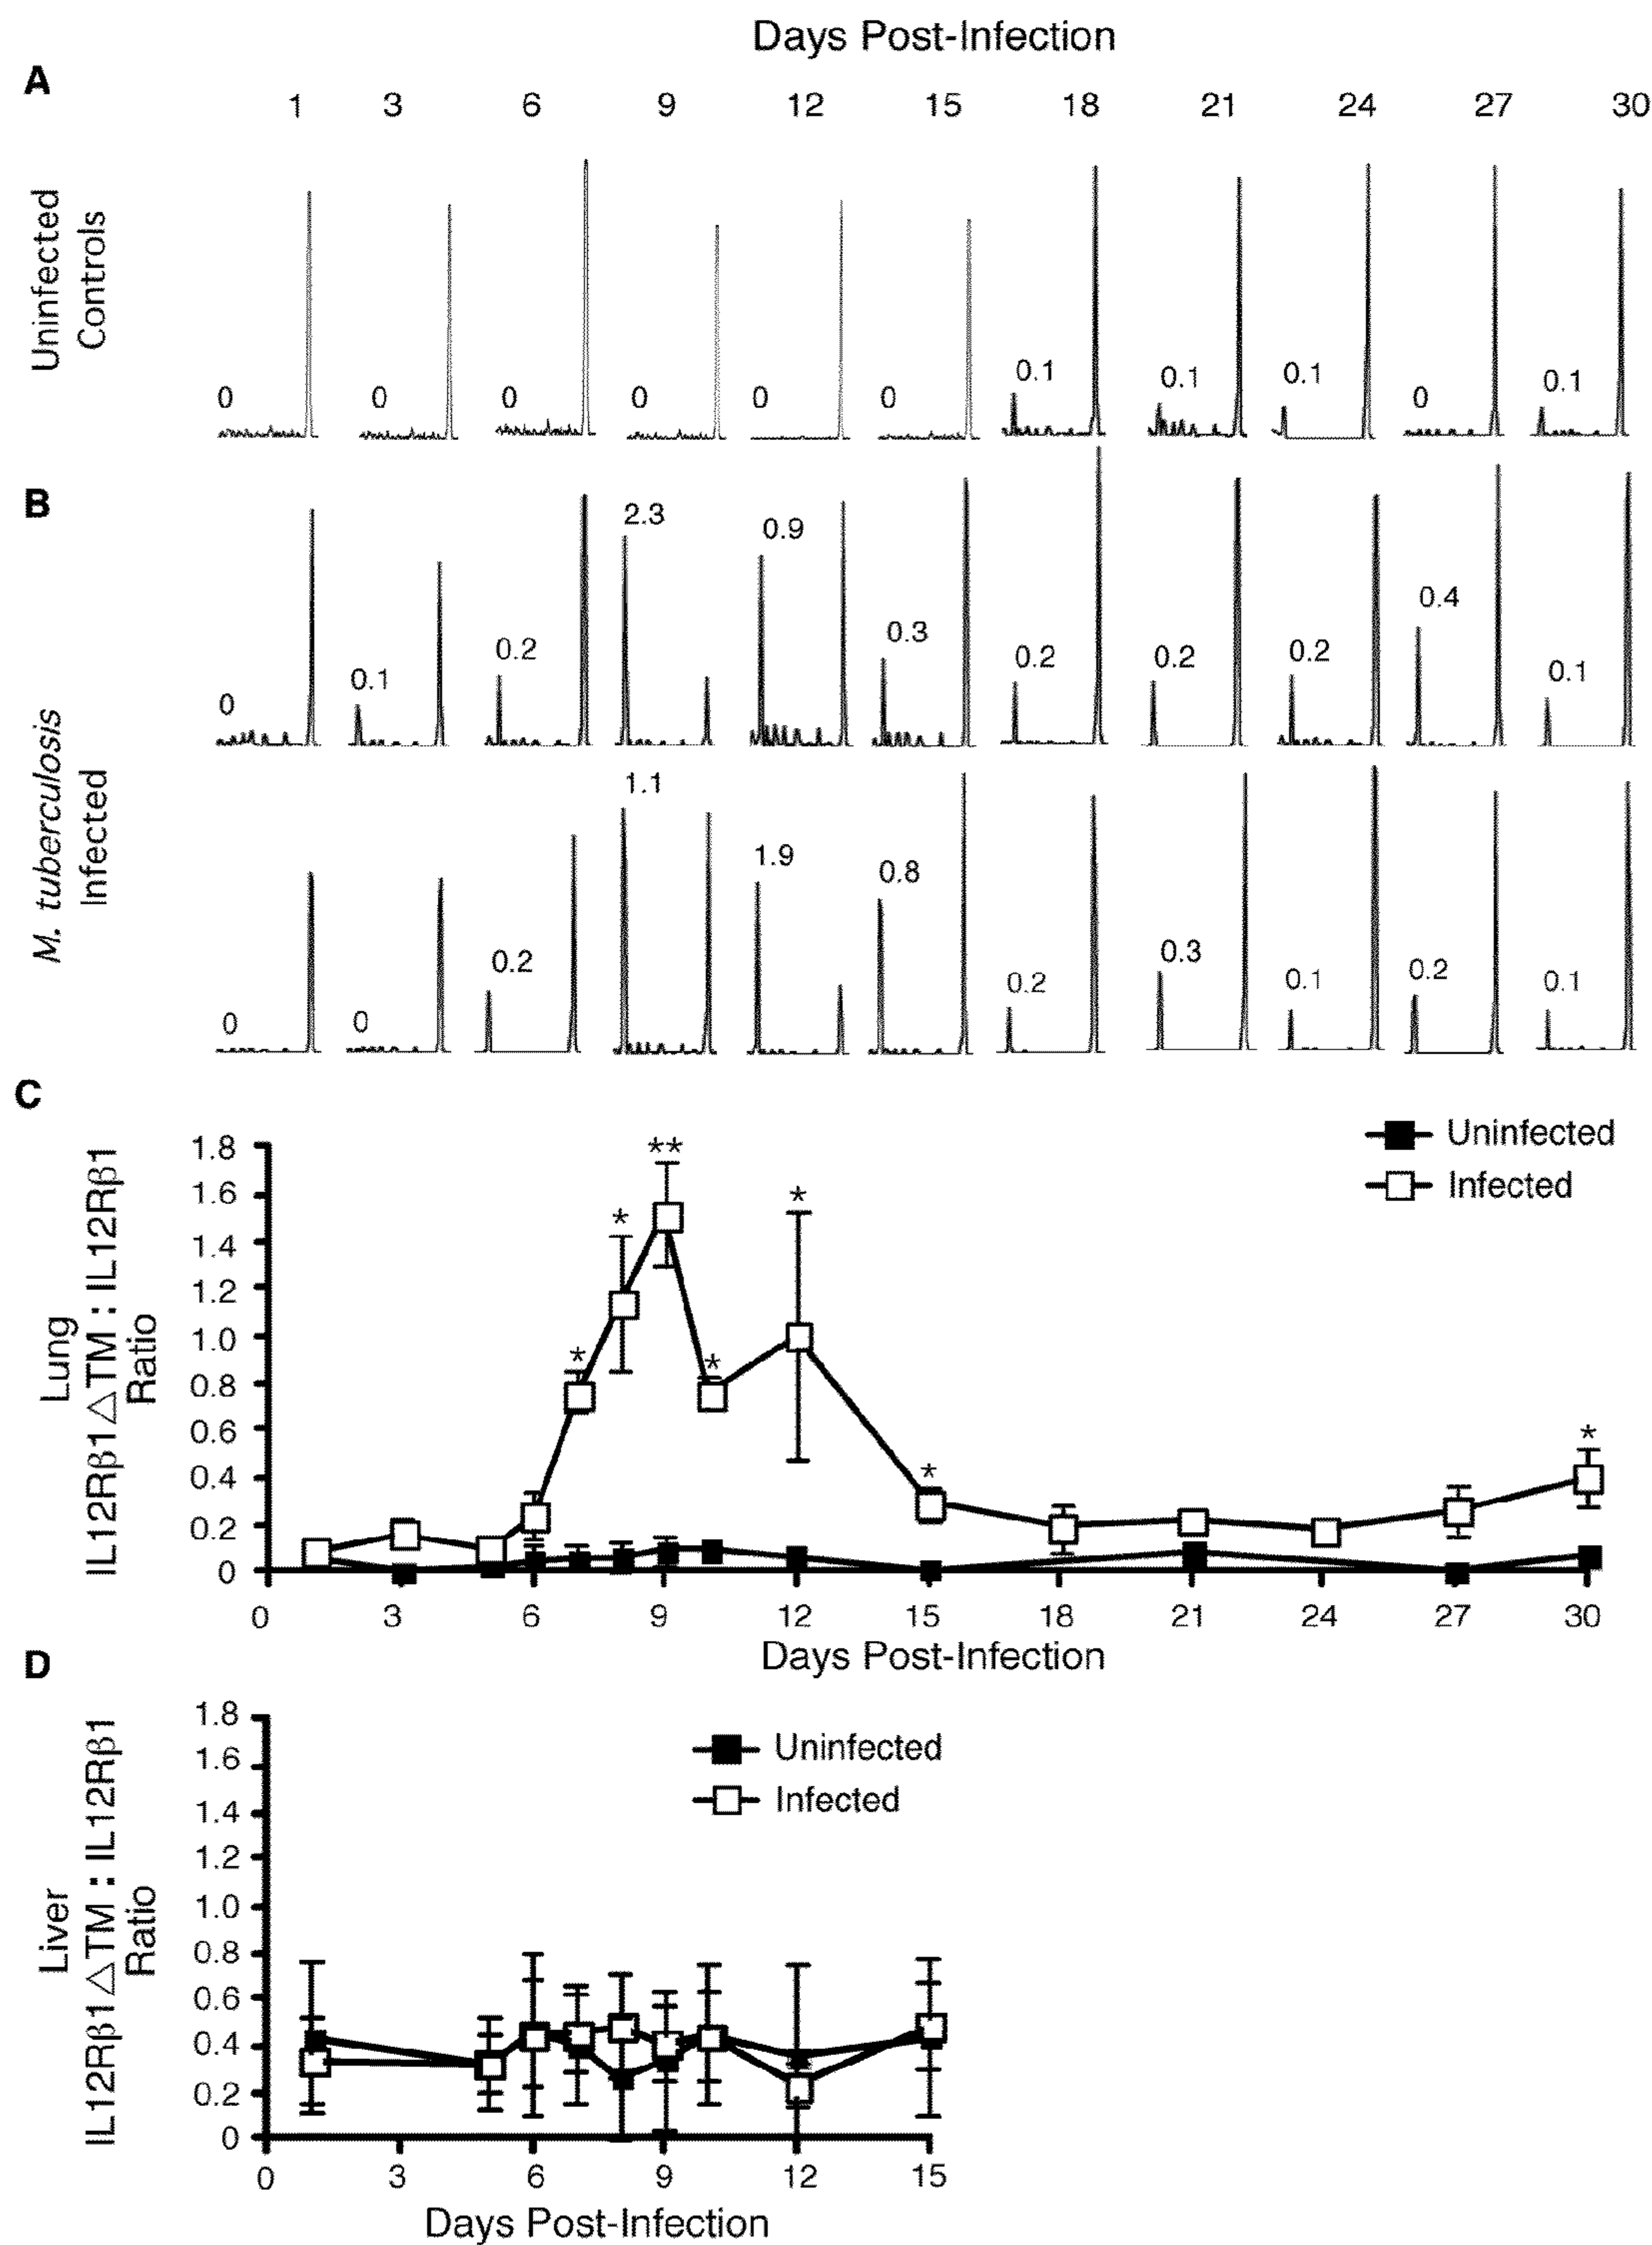 Days Post-Infection
A
1 3 6 9 12 15 18 21 24 27 30
Uninfected
Controls
0 0 0 0 0 0 0.1 0.1 0.1 0 0.1
B
M. tuberculosis
Infected
0 0.1 0.2 2.3 0.9 0.3 0.2 0.2 0.2 0.4 0.1
0 0 0.2 1.1 1.9 0.8 0.2 0.3 0.1 0.2 0.1
C
Lung
IL12Rβ1△TM : IL12Rβ1
Ratio
1.8
1.6
1.4
1.2
1.0
0.8
0.6
0.4
0.2
0
* * ** * * * *
Uninfected
Infected
0 3 6 9 12 15 18 21 24 27 30
Days Post-Infection
D
Liver
IL12Rβ1△TM : IL12Rβ1
Ratio
1.8
1.6
1.4
1.2
1.0
0.8
0.6
0.4
0.2
0
Uninfected
Infected
0 3 6 9 12 15
Days Post-Infection